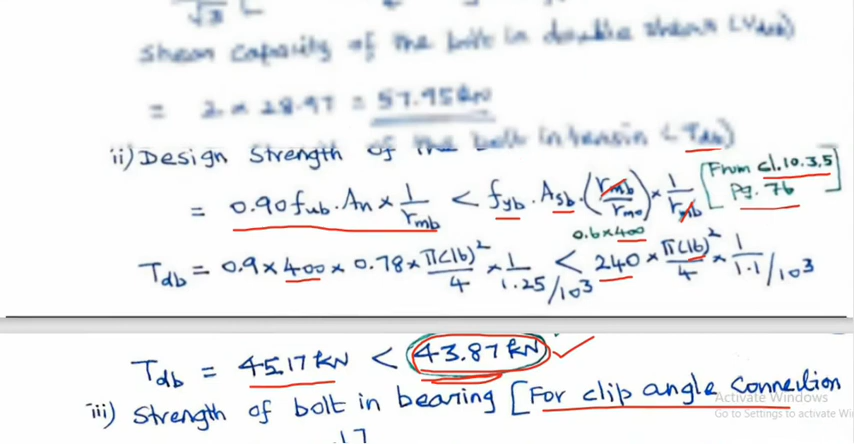 √3
Shear capacity of the bolt in double shear (Vdsb)
= 2 × 28.97 = 57.95 kN
ii) Design Strength of the bolt in tension (Tdb)
= 0.90 fub . An × 1/γmb < fyb . Asb . (γmb/γmo) × 1/γmb [From cl.10.3.5 Pg. 76]
0.6×400
Tdb = 0.9 × 400 × 0.78 × π(16)²/4 × 1/1.25/10³ < 240 × π(16)²/4 × 1/1.1/10³
Tdb = 45.17 kN < 43.87 kN ✓
iii) Strength of bolt in bearing [For clip angle connection
Activate Windows
Go to Settings to activate Wi